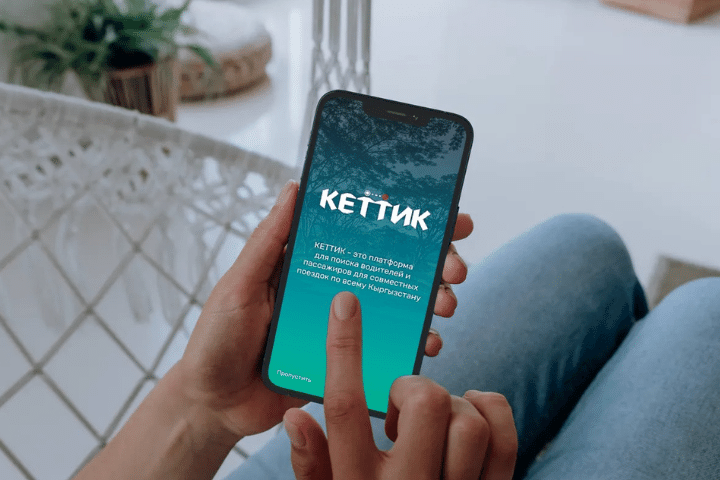 КЕТТИК
КЕТТИК - это платформа
для поиска водителей и
пассажиров для совместных
поездок по всему Кыргызстану
Пропустить